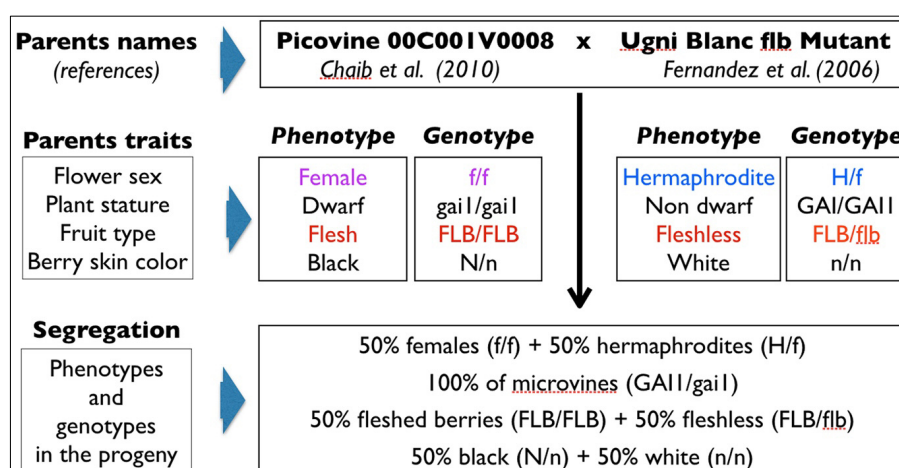 Parents names
(references)
Picovine 00C001V0008 x Ugni Blanc flb Mutant
Chaib et al. (2010) Fernandez et al. (2006)
Parents traits
Flower sex
Plant stature
Fruit type
Berry skin color
Phenotype Genotype
Female f/f
Dwarf gai1/gai1
Flesh FLB/FLB
Black N/n
Phenotype Genotype
Hermaphrodite H/f
Non dwarf GAI/GAI1
Fleshless FLB/flb
White n/n
Segregation
Phenotypes
and
genotypes
in the progeny
50% females (f/f) + 50% hermaphrodites (H/f)
100% of microvines (GAI1/gai1)
50% fleshed berries (FLB/FLB) + 50% fleshless (FLB/flb)
50% black (N/n) + 50% white (n/n)